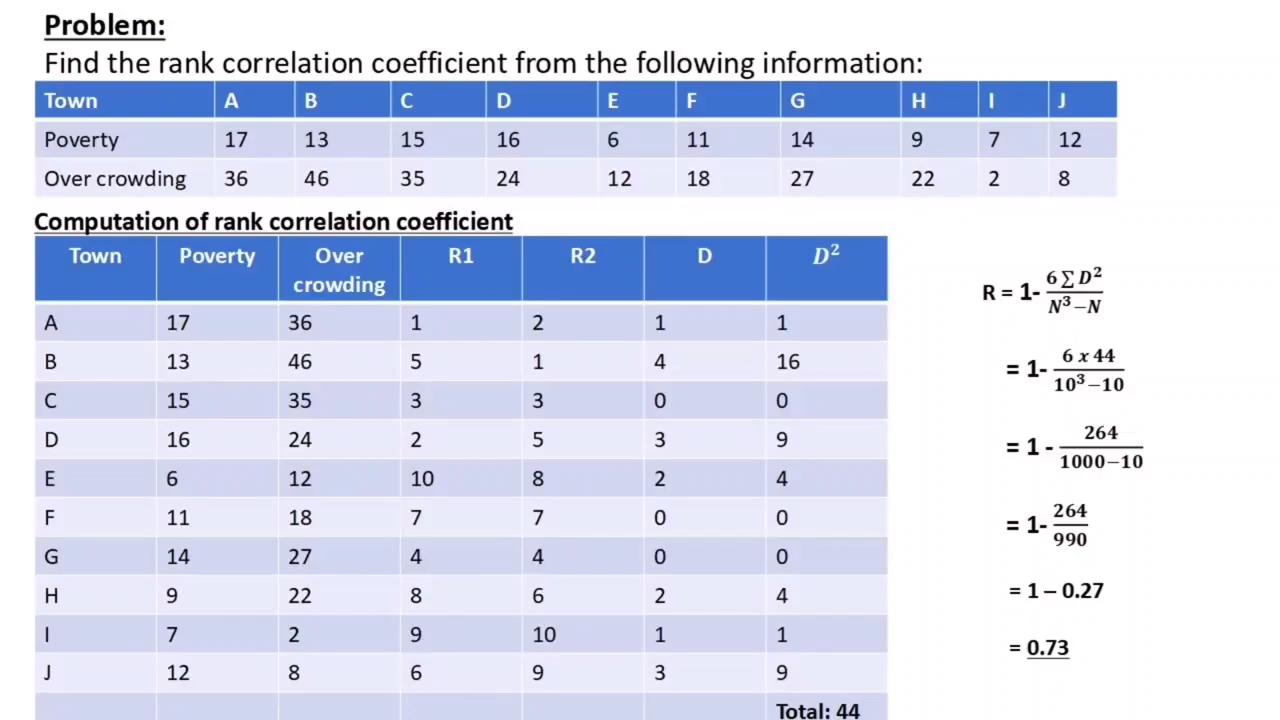 Problem:
Find the rank correlation coefficient from the following information:
Town A B C D E F G H I J
Poverty 17 13 15 16 6 11 14 9 7 12
Over crowding 36 46 35 24 12 18 27 22 2 8
Computation of rank correlation coefficient
Town Poverty Over crowding R1 R2 D D²
A 17 36 1 2 1 1
B 13 46 5 1 4 16
C 15 35 3 3 0 0
D 16 24 2 5 3 9
E 6 12 10 8 2 4
F 11 18 7 7 0 0
G 14 27 4 4 0 0
H 9 22 8 6 2 4
I 7 2 9 10 1 1
J 12 8 6 9 3 9
Total: 44
R = 1- 6 ∑ D² / N³ −N
= 1- 6 x 44 / 10³ −10
= 1 - 264 / 1000−10
= 1- 264 / 990
= 1 – 0.27
= 0.73